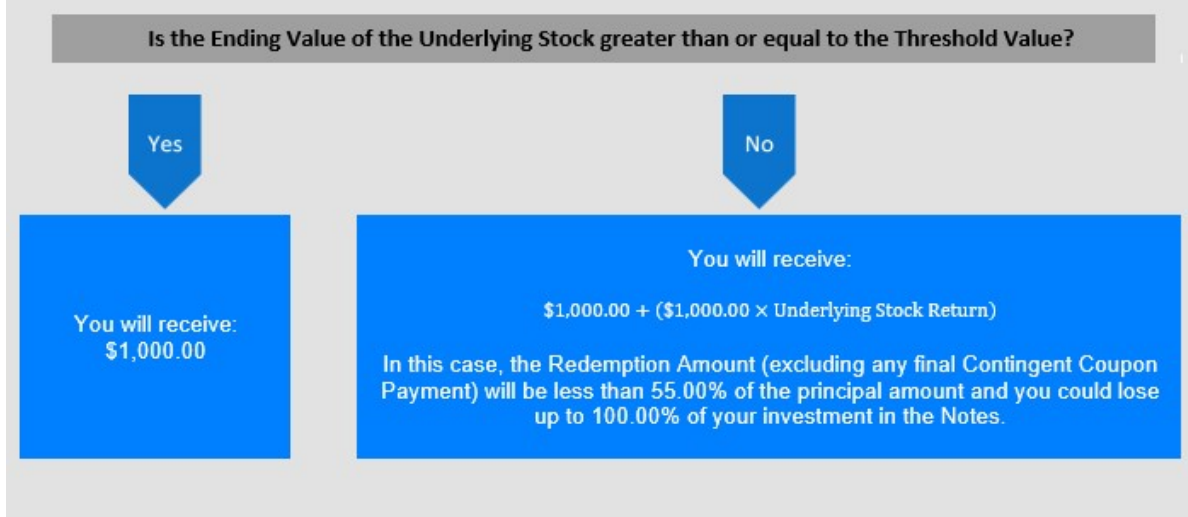 Is the Ending Value of the Underlying Stock greater than or equal to the Threshold Value?
Yes
No
You will receive:
$1,000.00
You will receive:
$1,000.00 + ($1,000.00 × Underlying Stock Return)
In this case, the Redemption Amount (excluding any final Contingent Coupon
Payment) will be less than 55.00% of the principal amount and you could lose
up to 100.00% of your investment in the Notes.